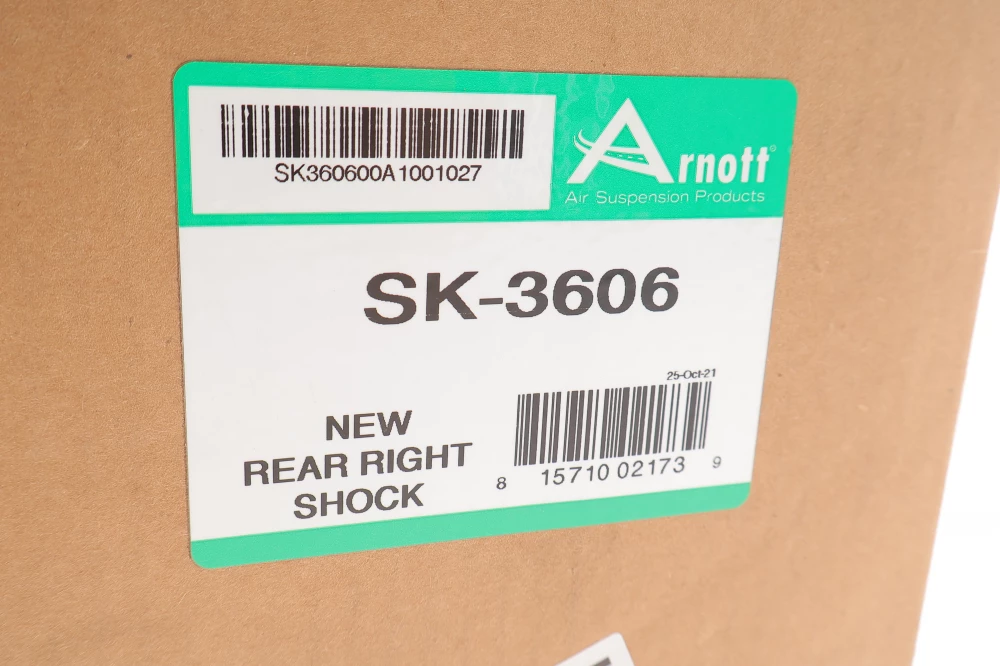 SK360600A1001027
Arnott®
Air Suspension Products
SK-3606
25-Oct-21
NEW
REAR RIGHT
SHOCK
8 15710 02173 9